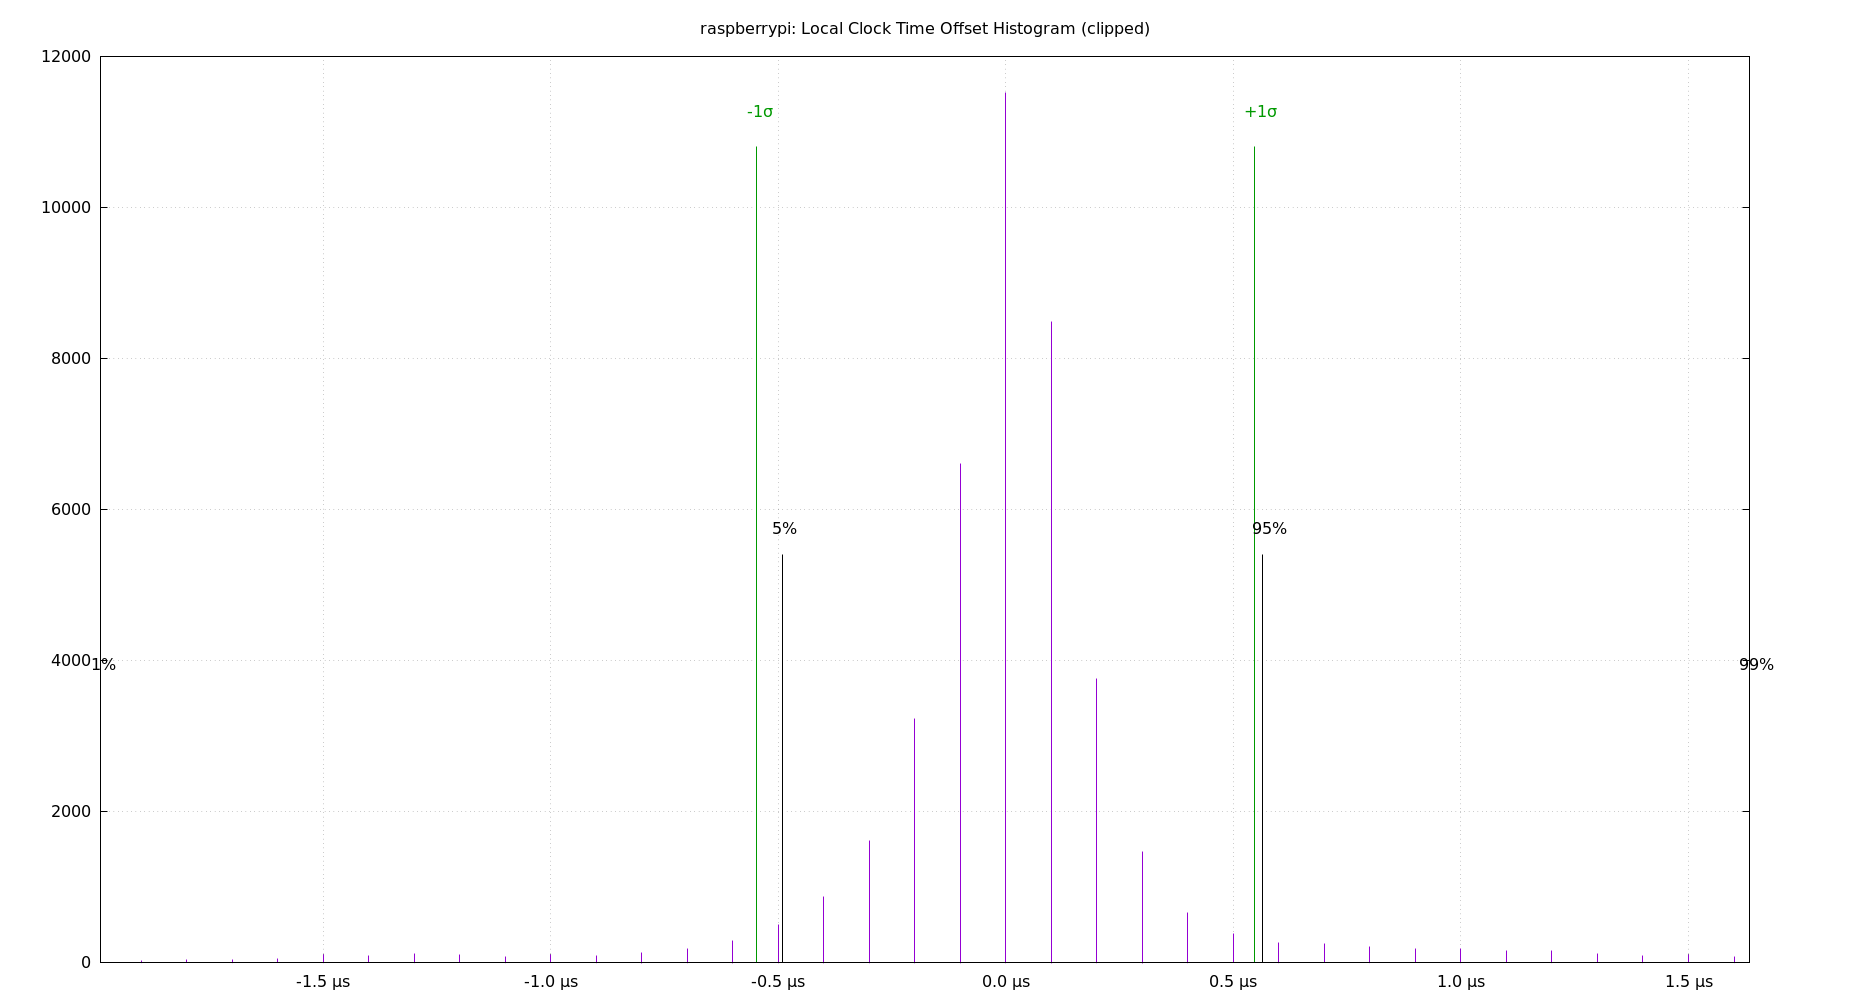 raspberrypi: Local Clock Time Offset Histogram (clipped)
12000
-1σ
+1σ
10000
8000
6000
5%
95%
4000
1%
99%
2000
0
-1.5 µs
-1.0 µs
-0.5 µs
0.0 µs
0.5 µs
1.0 µs
1.5 µs